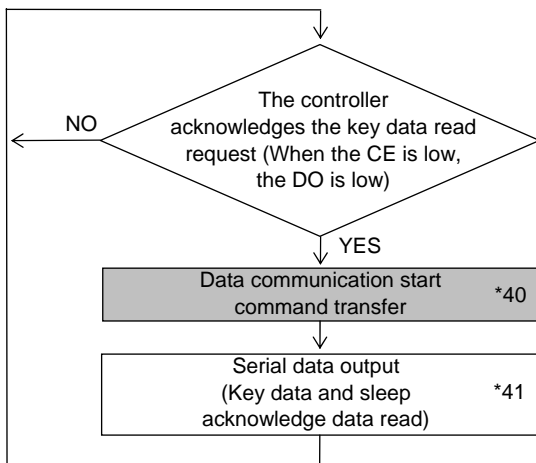 The controller
acknowledges the key data read
request (When the CE is low,
the DO is low)
NO
YES
Data communication start
command transfer
*40
Serial data output
(Key data and sleep
acknowledge data read)
*41